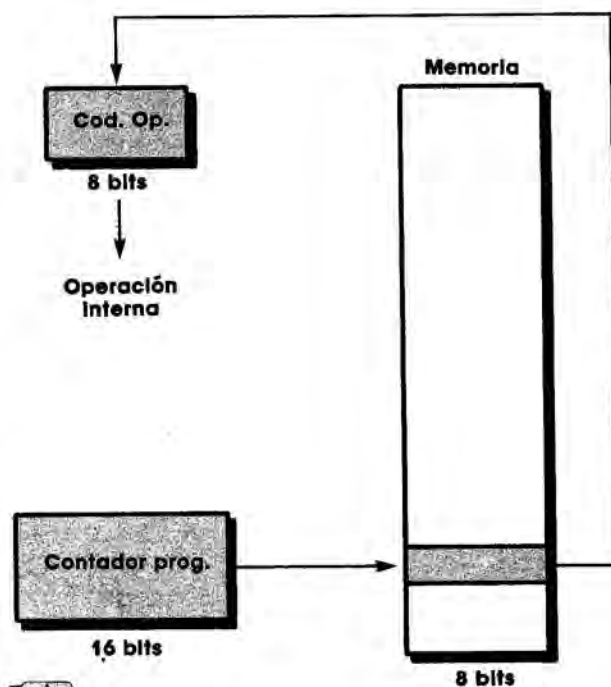 Memoria
Cod. Op.
8 bits
Operación
interna
Contador prog.
16 bits
8 bits